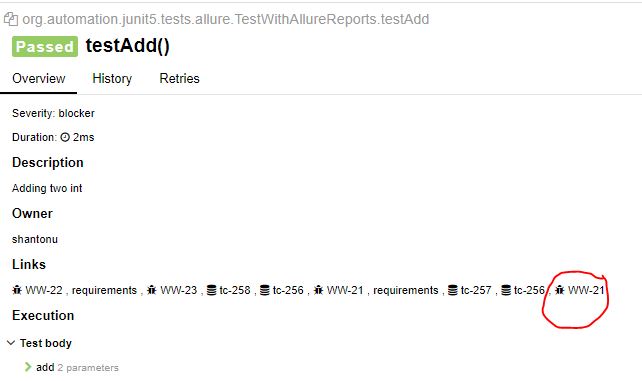 org.automation.junit5.tests.allure.TestWithAllureReports.testAdd
Passed testAdd()
Overview History Retries
Severity: blocker
Duration: 2ms
Description
Adding two int
Owner
shantonu
Links
WW-22 , requirements , WW-23 , tc-258 , tc-256 , WW-21 , requirements , tc-257 , tc-256 , WW-21
Execution
Test body
add 2 parameters